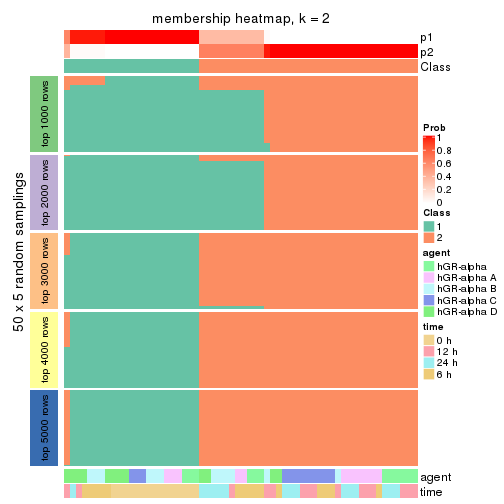 membership heatmap, k = 2
p1
p2
Class
50 x 5 random samplings
top 1000 rows
top 2000 rows
top 3000 rows
top 4000 rows
top 5000 rows
Prob
1
0.8
0.6
0.4
0.2
0
Class
1
2
agent
hGR-alpha
hGR-alpha A
hGR-alpha B
hGR-alpha C
hGR-alpha D
time
0 h
12 h
24 h
6 h
agent
time